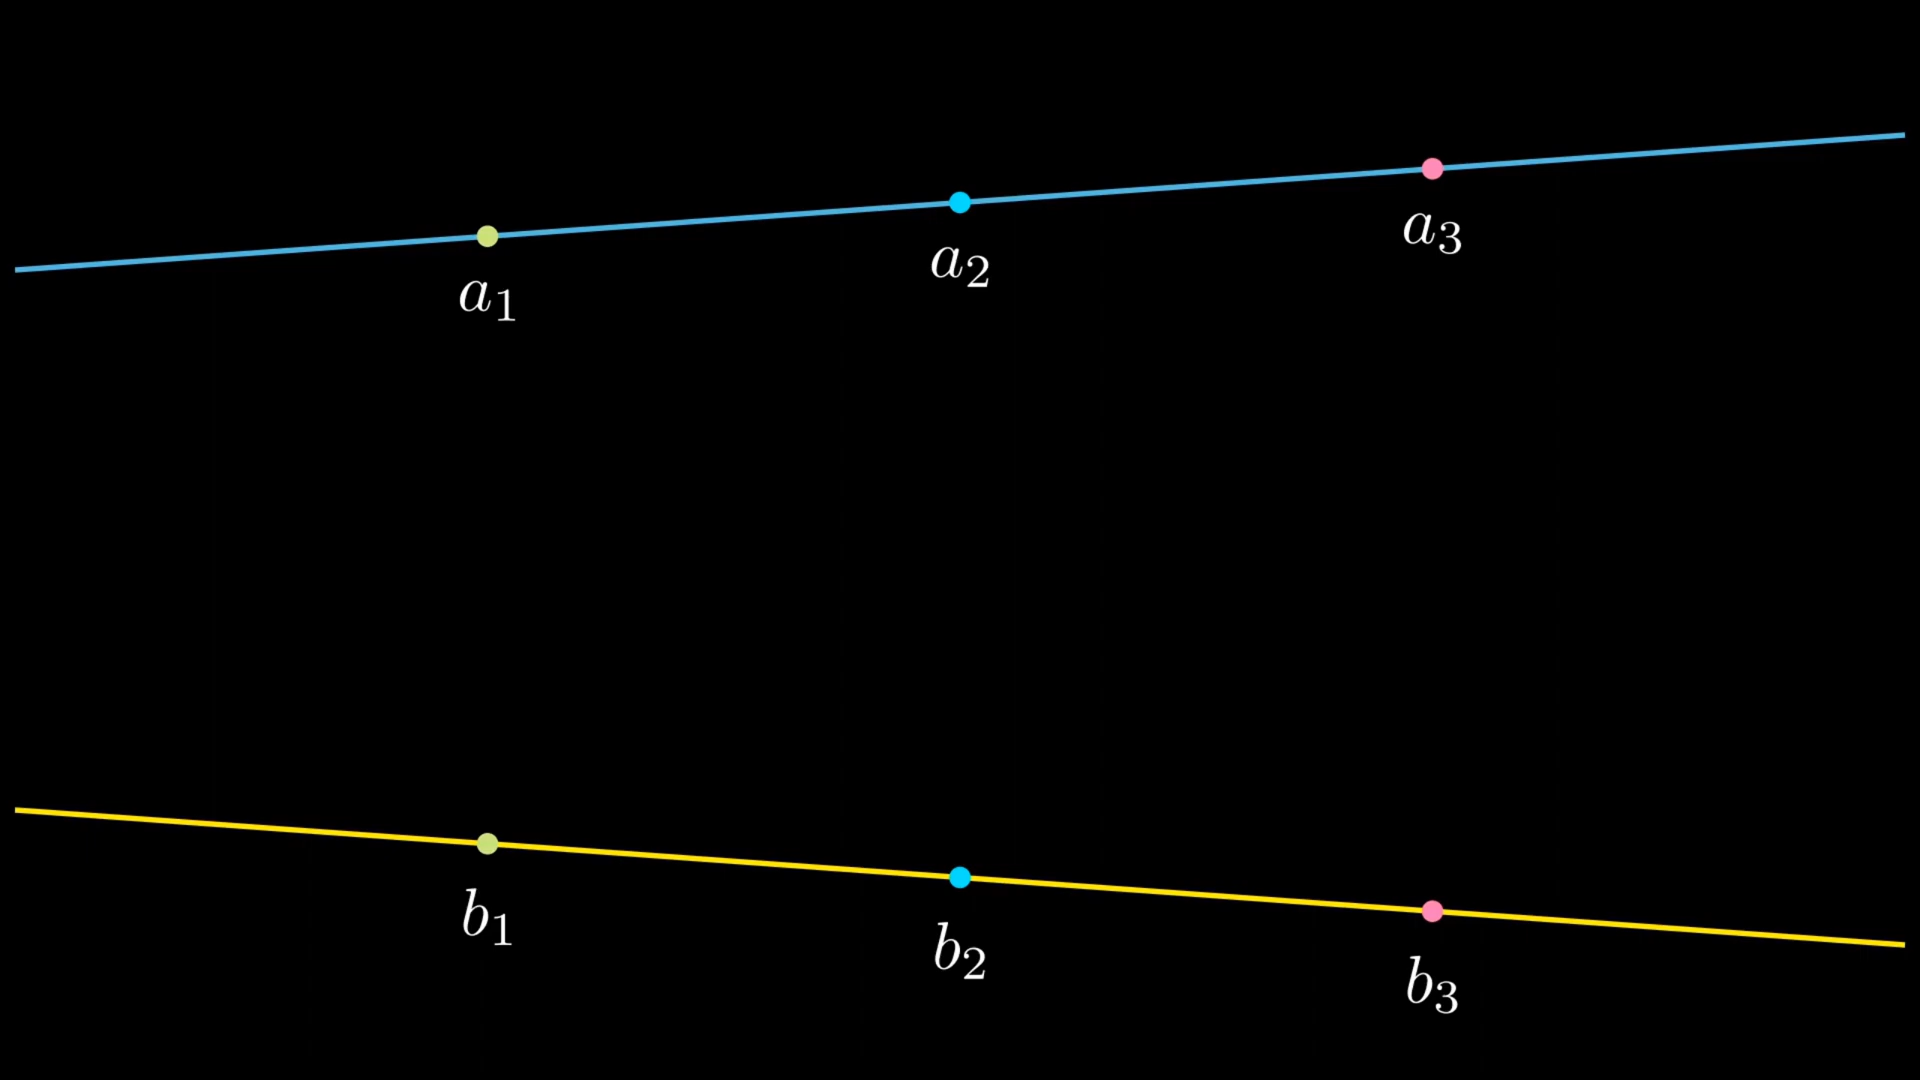 a₁ a₂ a₃
b₁ b₂ b₃